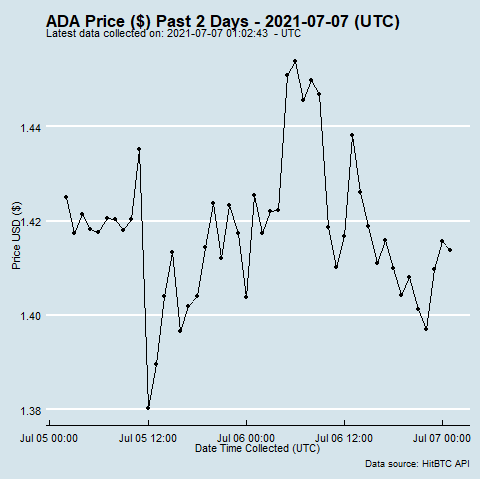 ADA Price ($) Past 2 Days - 2021-07-07 (UTC)
Latest data collected on: 2021-07-07 01:02:43 - UTC
1.44
1.42
1.40
1.38
Price USD ($)
Jul 05 00:00 Jul 05 12:00 Jul 06 00:00 Jul 06 12:00 Jul 07 00:00
Date Time Collected (UTC)
Data source: HitBTC API